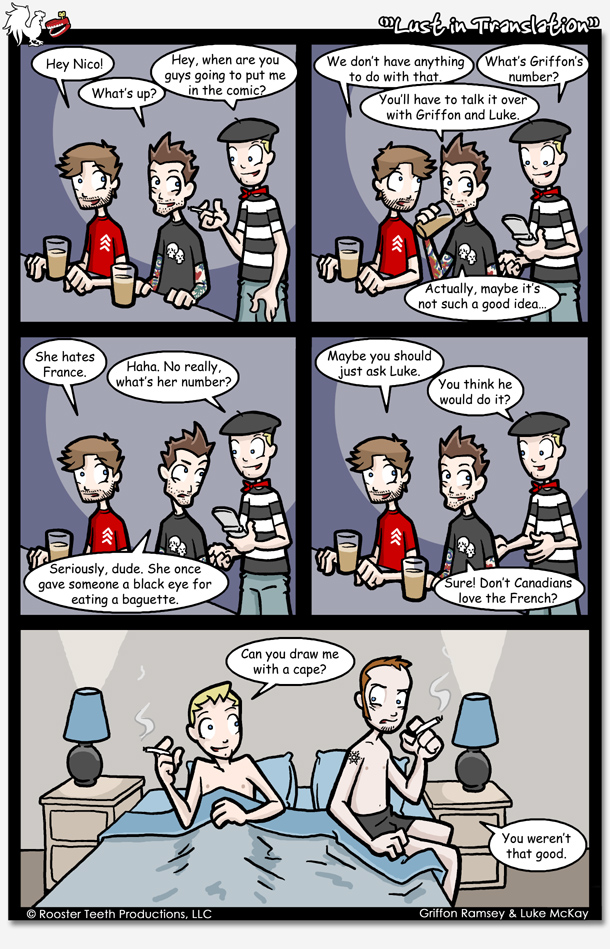 "Lust in Translation"
Hey Nico!
What's up?
Hey, when are you
guys going to put me
in the comic?
We don't have anything
to do with that.
You'll have to talk it over
with Griffon and Luke.
What's Griffon's
number?
Actually, maybe it's
not such a good idea...
She hates
France.
Haha. No really,
what's her number?
Seriously, dude. She once
gave someone a black eye for
eating a baguette.
Maybe you should
just ask Luke.
You think he
would do it?
Sure! Don't Canadians
love the French?
Can you draw me
with a cape?
You weren't
that good.
© Rooster Teeth Productions, LLC
Griffon Ramsey & Luke McKay